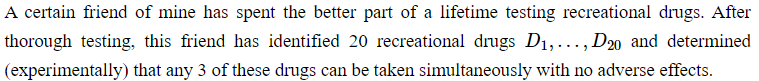 A certain friend of mine has spent the better part of a lifetime testing recreational drugs. After
thorough testing, this friend has identified 20 recreational drugs D₁, . . . , D₂₀ and determined
(experimentally) that any 3 of these drugs can be taken simultaneously with no adverse effects.